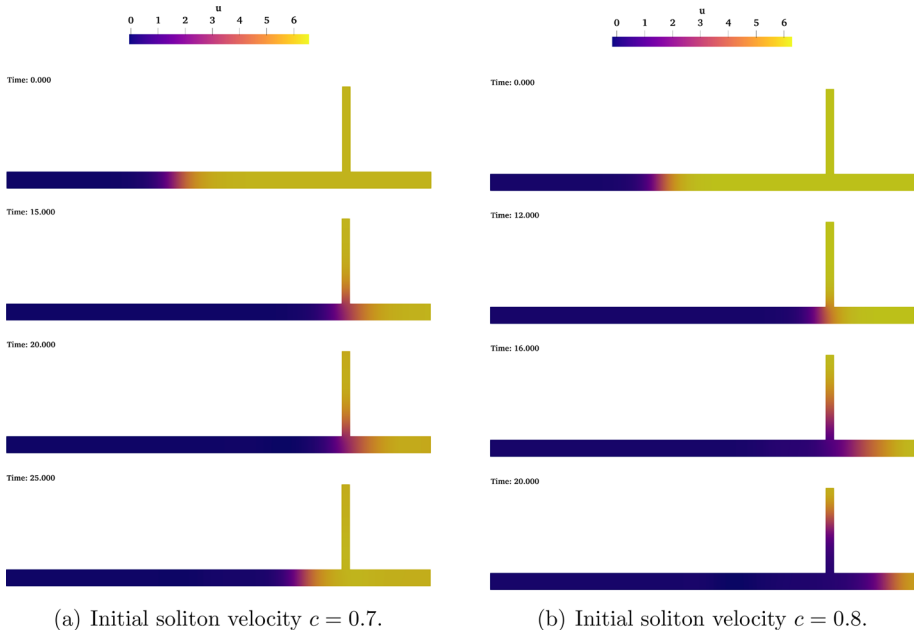 u
0 1 2 3 4 5 6
Time: 0.000
Time: 15.000
Time: 20.000
Time: 25.000
(a) Initial soliton velocity c = 0.7.
u
0 1 2 3 4 5 6
Time: 0.000
Time: 12.000
Time: 16.000
Time: 20.000
(b) Initial soliton velocity c = 0.8.